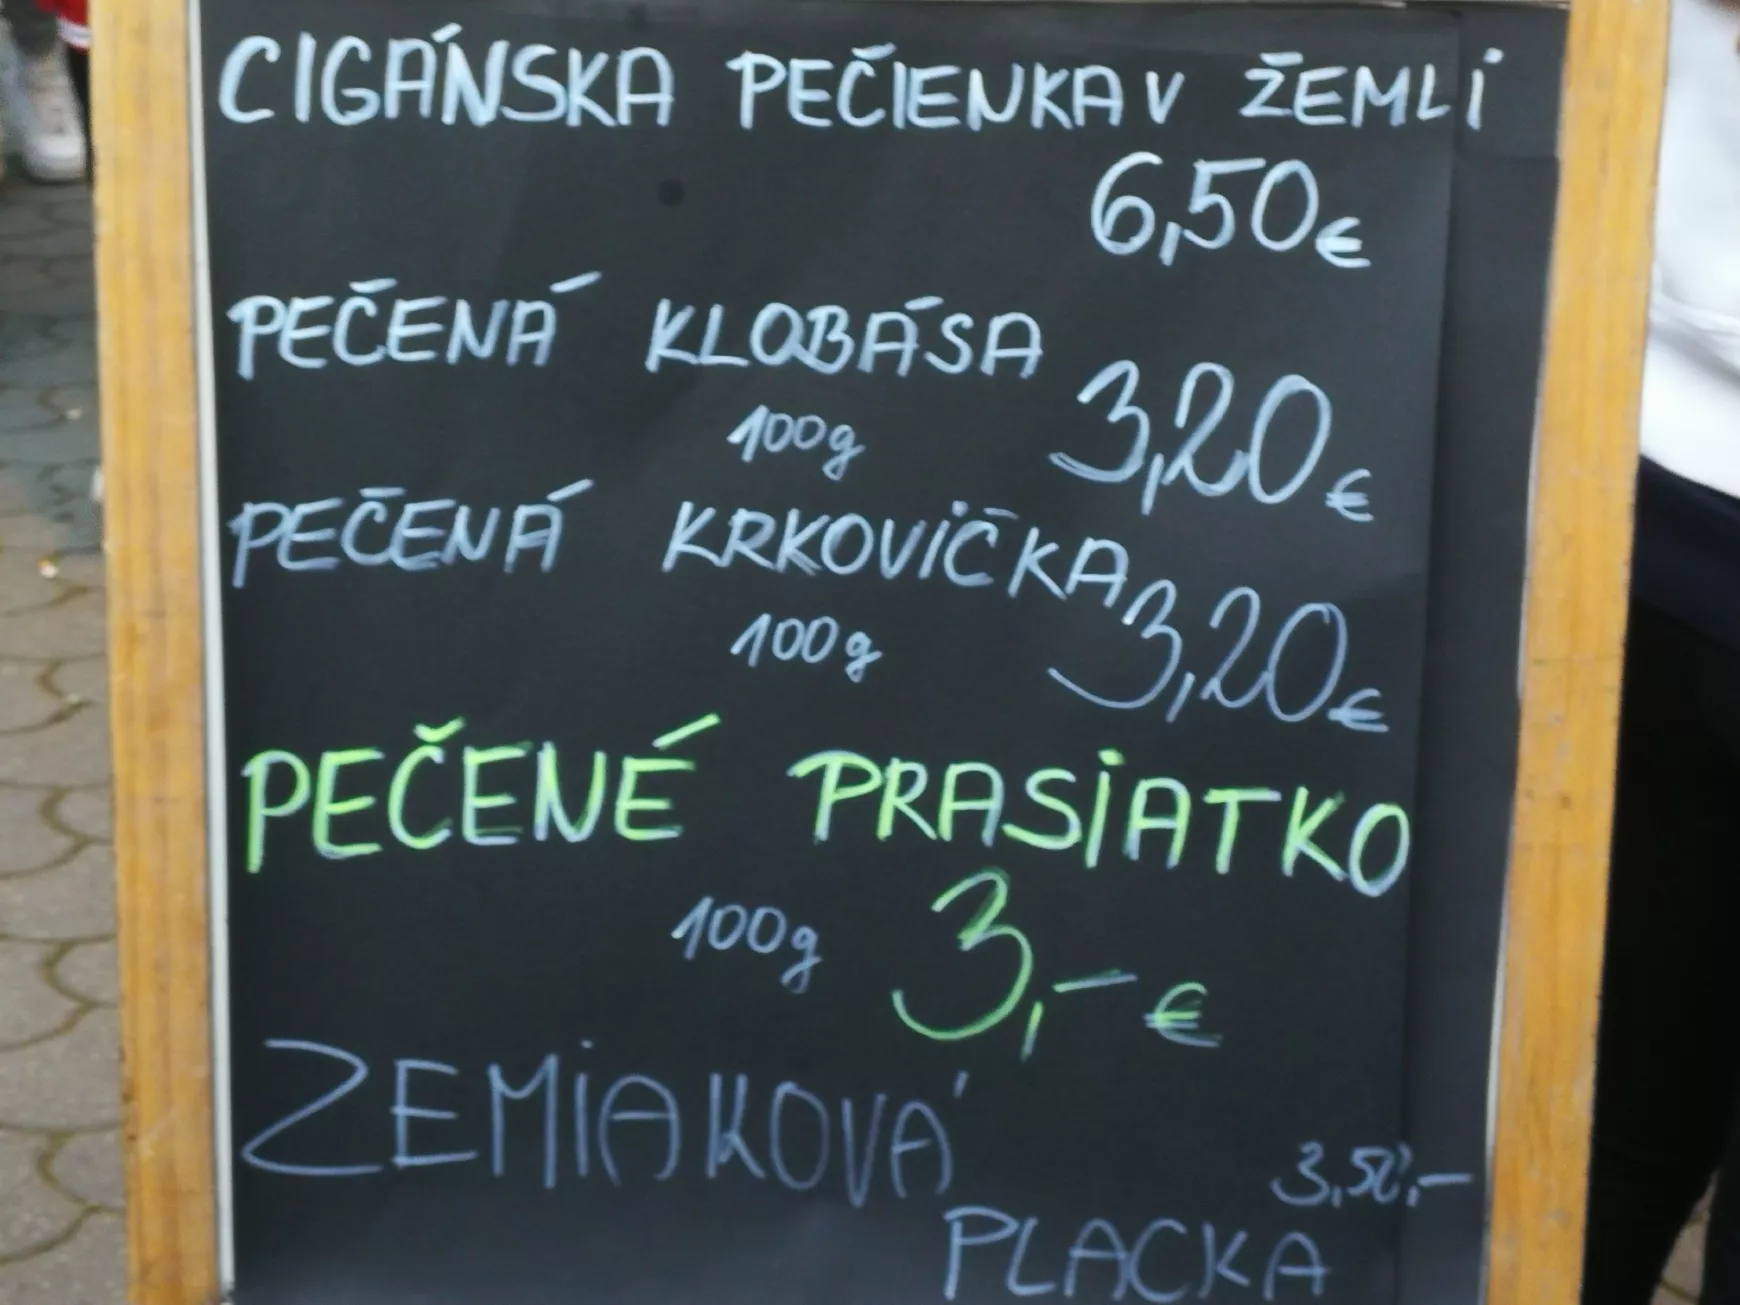 CIGÁNSKA PEČIENKA V ŽEMLI
6,50€
PEČENÁ KLOBÁSA
100g 3,20€
PEČENÁ KRKOVIČKA
100g 3,20€
PEČENÉ PRASIATKO
100g 3,-€
ZEMIAKOVÁ
3,50,-
PLACKA